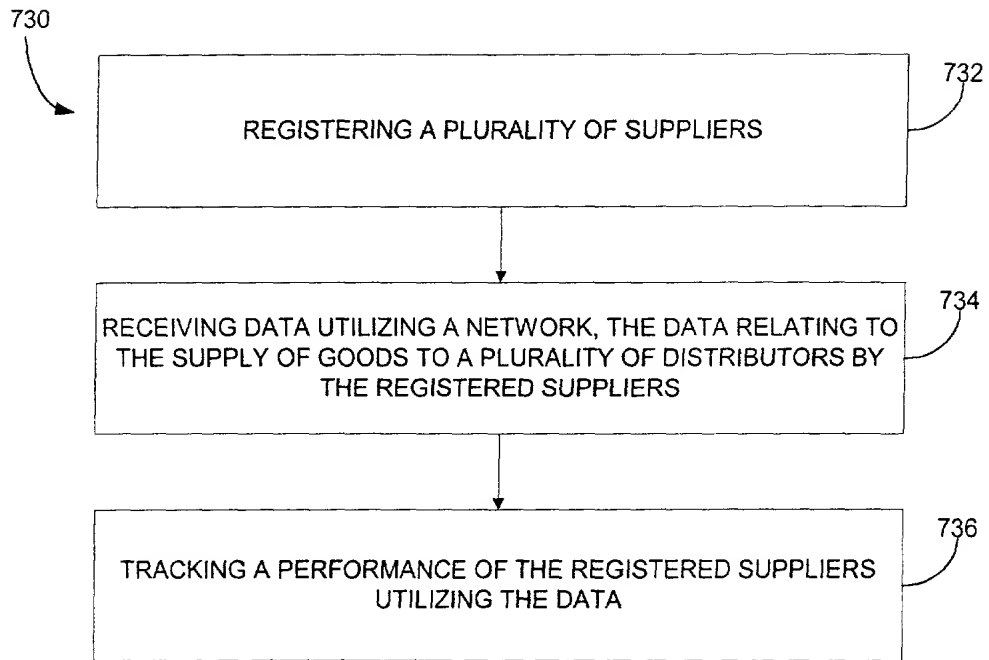 730
732
REGISTERING A PLURALITY OF SUPPLIERS
734
RECEIVING DATA UTILIZING A NETWORK, THE DATA RELATING TO
THE SUPPLY OF GOODS TO A PLURALITY OF DISTRIBUTORS BY
THE REGISTERED SUPPLIERS
736
TRACKING A PERFORMANCE OF THE REGISTERED SUPPLIERS
UTILIZING THE DATA